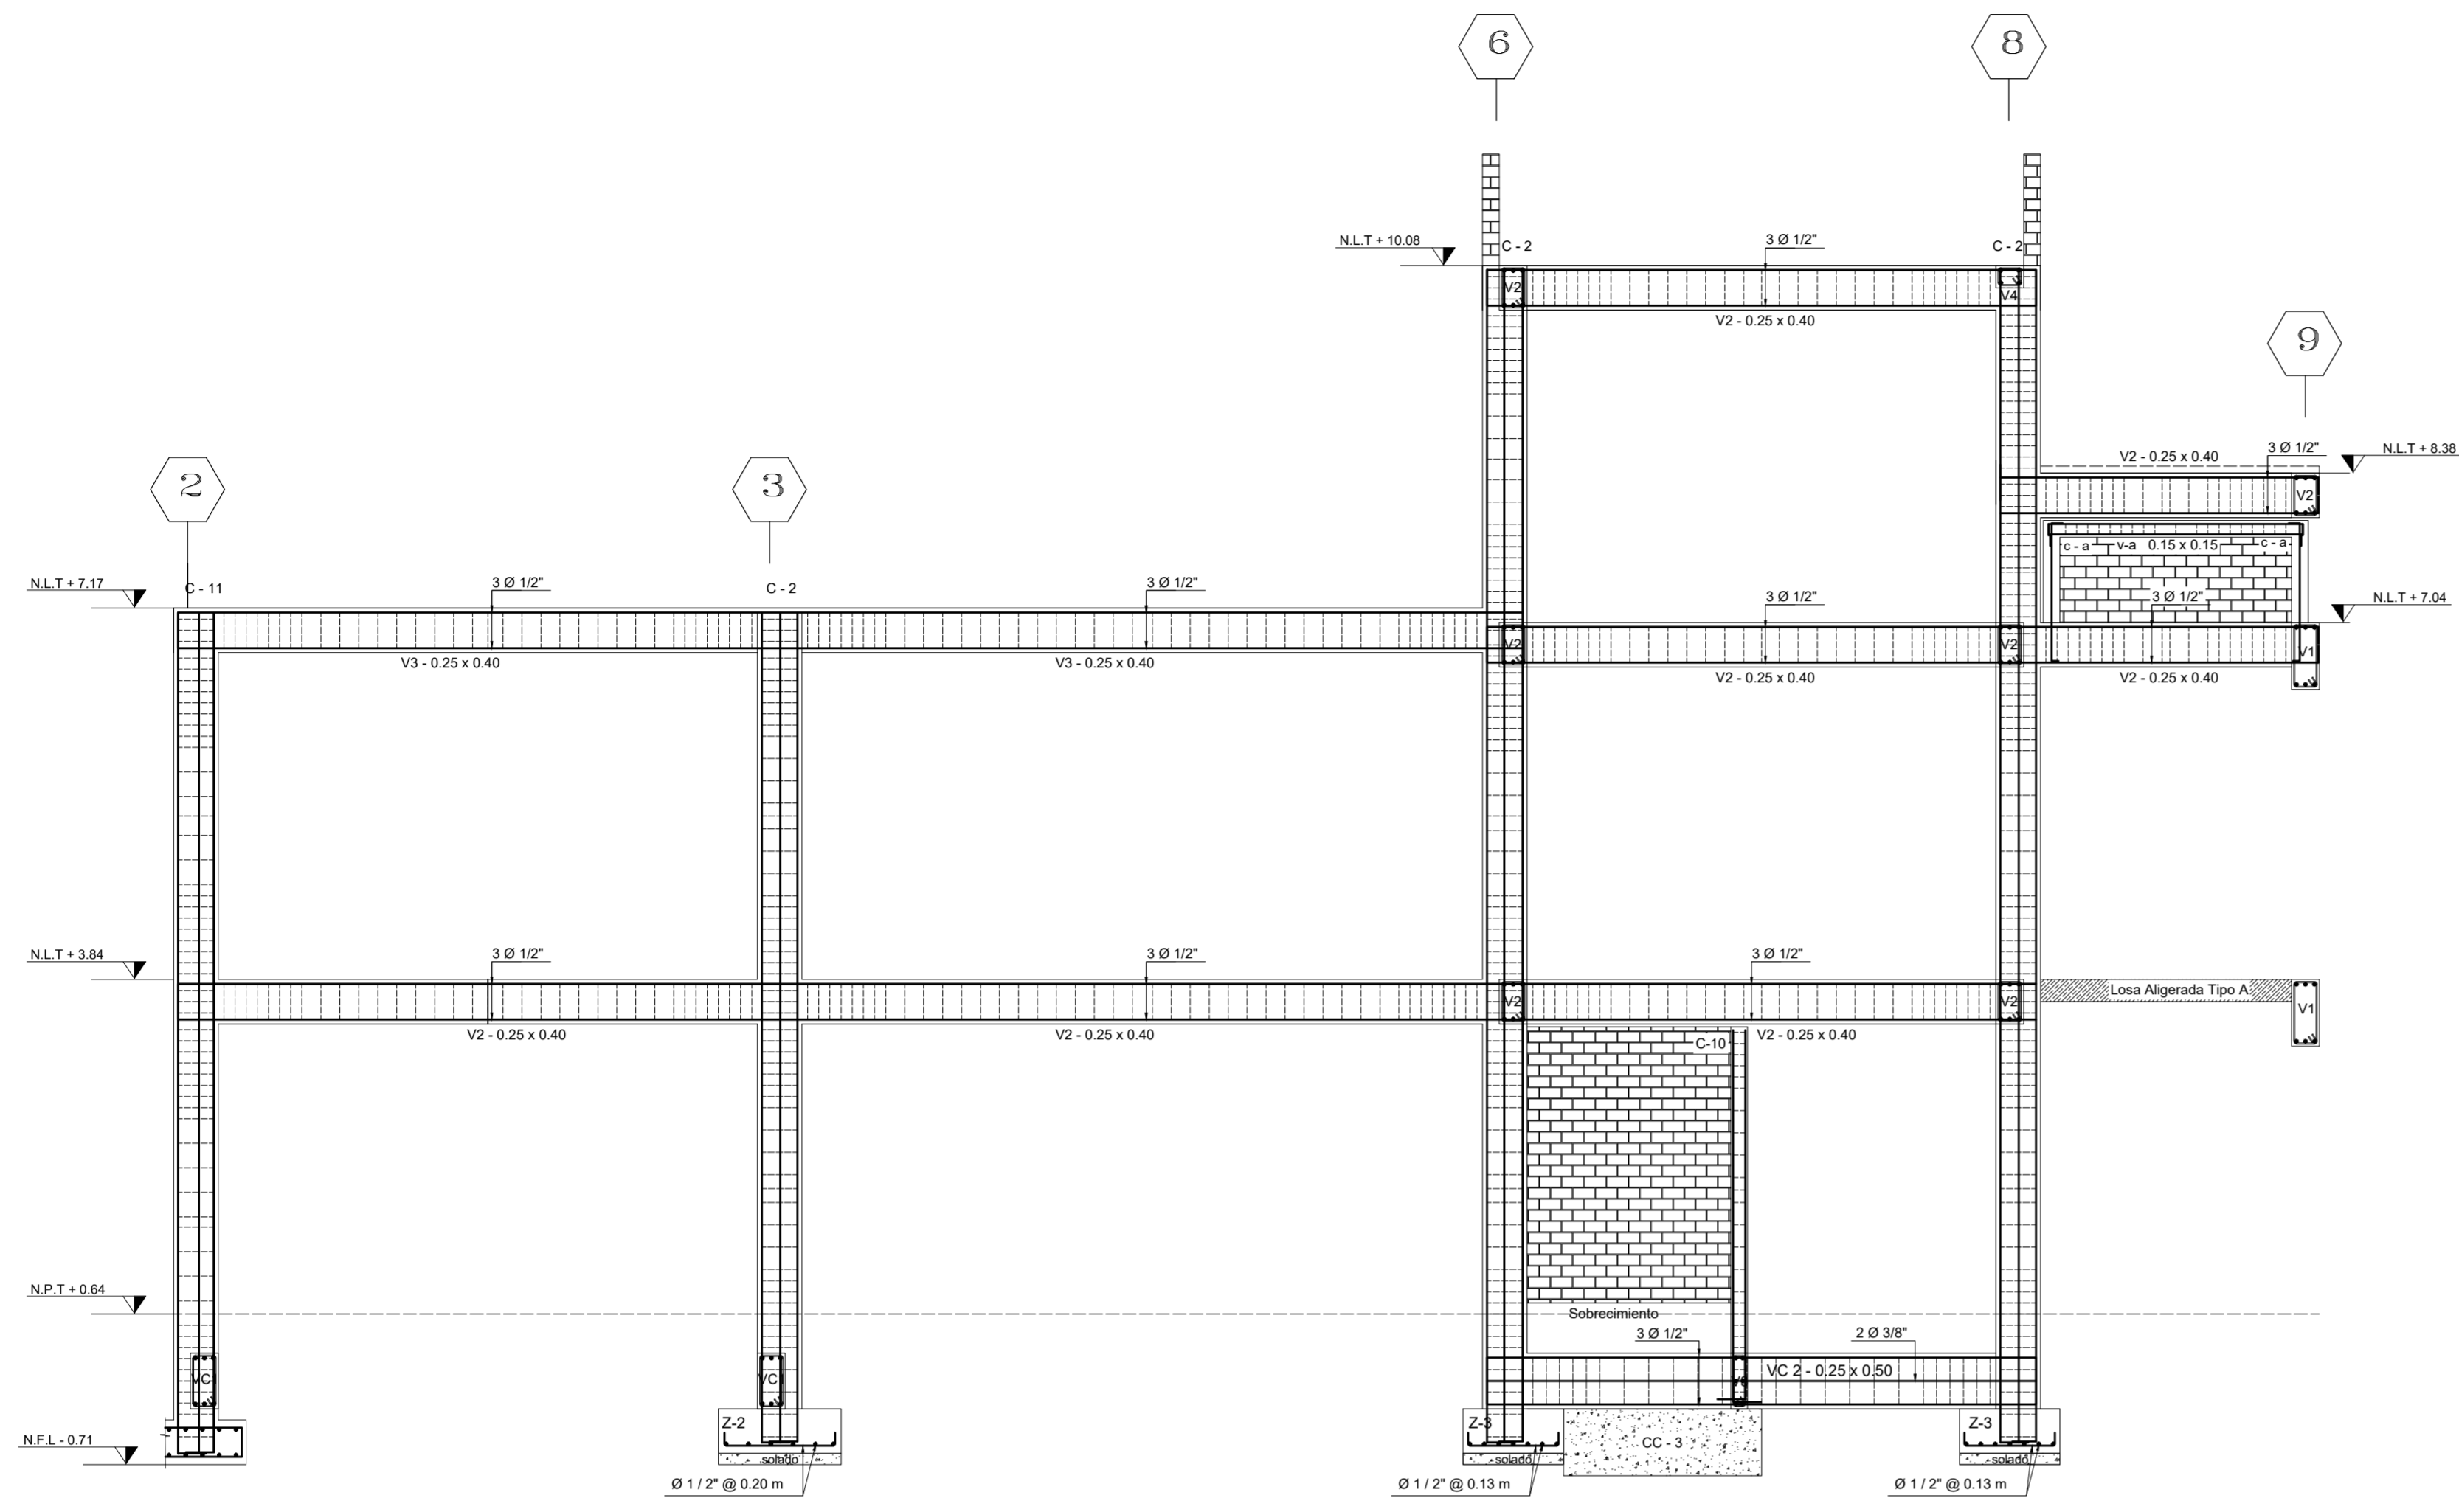 6
8
N.L.T + 10.08
C - 2
3 Ø 1/2"
C - 2
V2
V4
V2 - 0.25 x 0.40
9
V2 - 0.25 x 0.40
3 Ø 1/2"
N.L.T + 8.38
2
3
V2
c - a
v-a 0.15 x 0.15
c - a
N.L.T + 7.17
C - 11
3 Ø 1/2"
C - 2
3 Ø 1/2"
3 Ø 1/2"
3 Ø 1/2"
N.L.T + 7.04
V2
V2
V1
V3 - 0.25 x 0.40
V3 - 0.25 x 0.40
V2 - 0.25 x 0.40
V2 - 0.25 x 0.40
N.L.T + 3.84
3 Ø 1/2"
3 Ø 1/2"
3 Ø 1/2"
Losa Aligerada Tipo A
V2
V2
V1
V2 - 0.25 x 0.40
V2 - 0.25 x 0.40
C-10
V2 - 0.25 x 0.40
N.P.T + 0.64
Sobrecimiento
3 Ø 1/2"
2 Ø 3/8"
VC 2 - 0.25 x 0.50
Z-2
Z-3
Z-3
N.F.L - 0.71
CC - 3
solado
solado
solado
Ø 1 / 2" @ 0.20 m
Ø 1 / 2" @ 0.13 m
Ø 1 / 2" @ 0.13 m